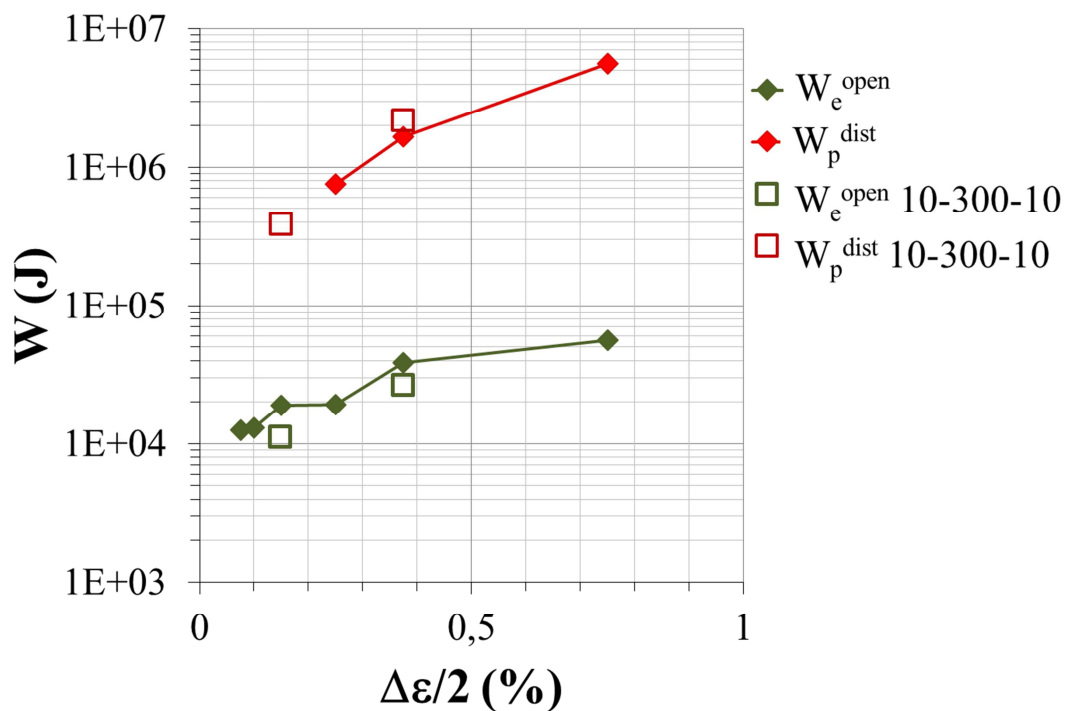 1E+07
1E+06
1E+05
1E+04
1E+03
W (J)
0 0,5 1
Δε/2 (%)
W_e^open
W_p^dist
W_e^open 10-300-10
W_p^dist 10-300-10